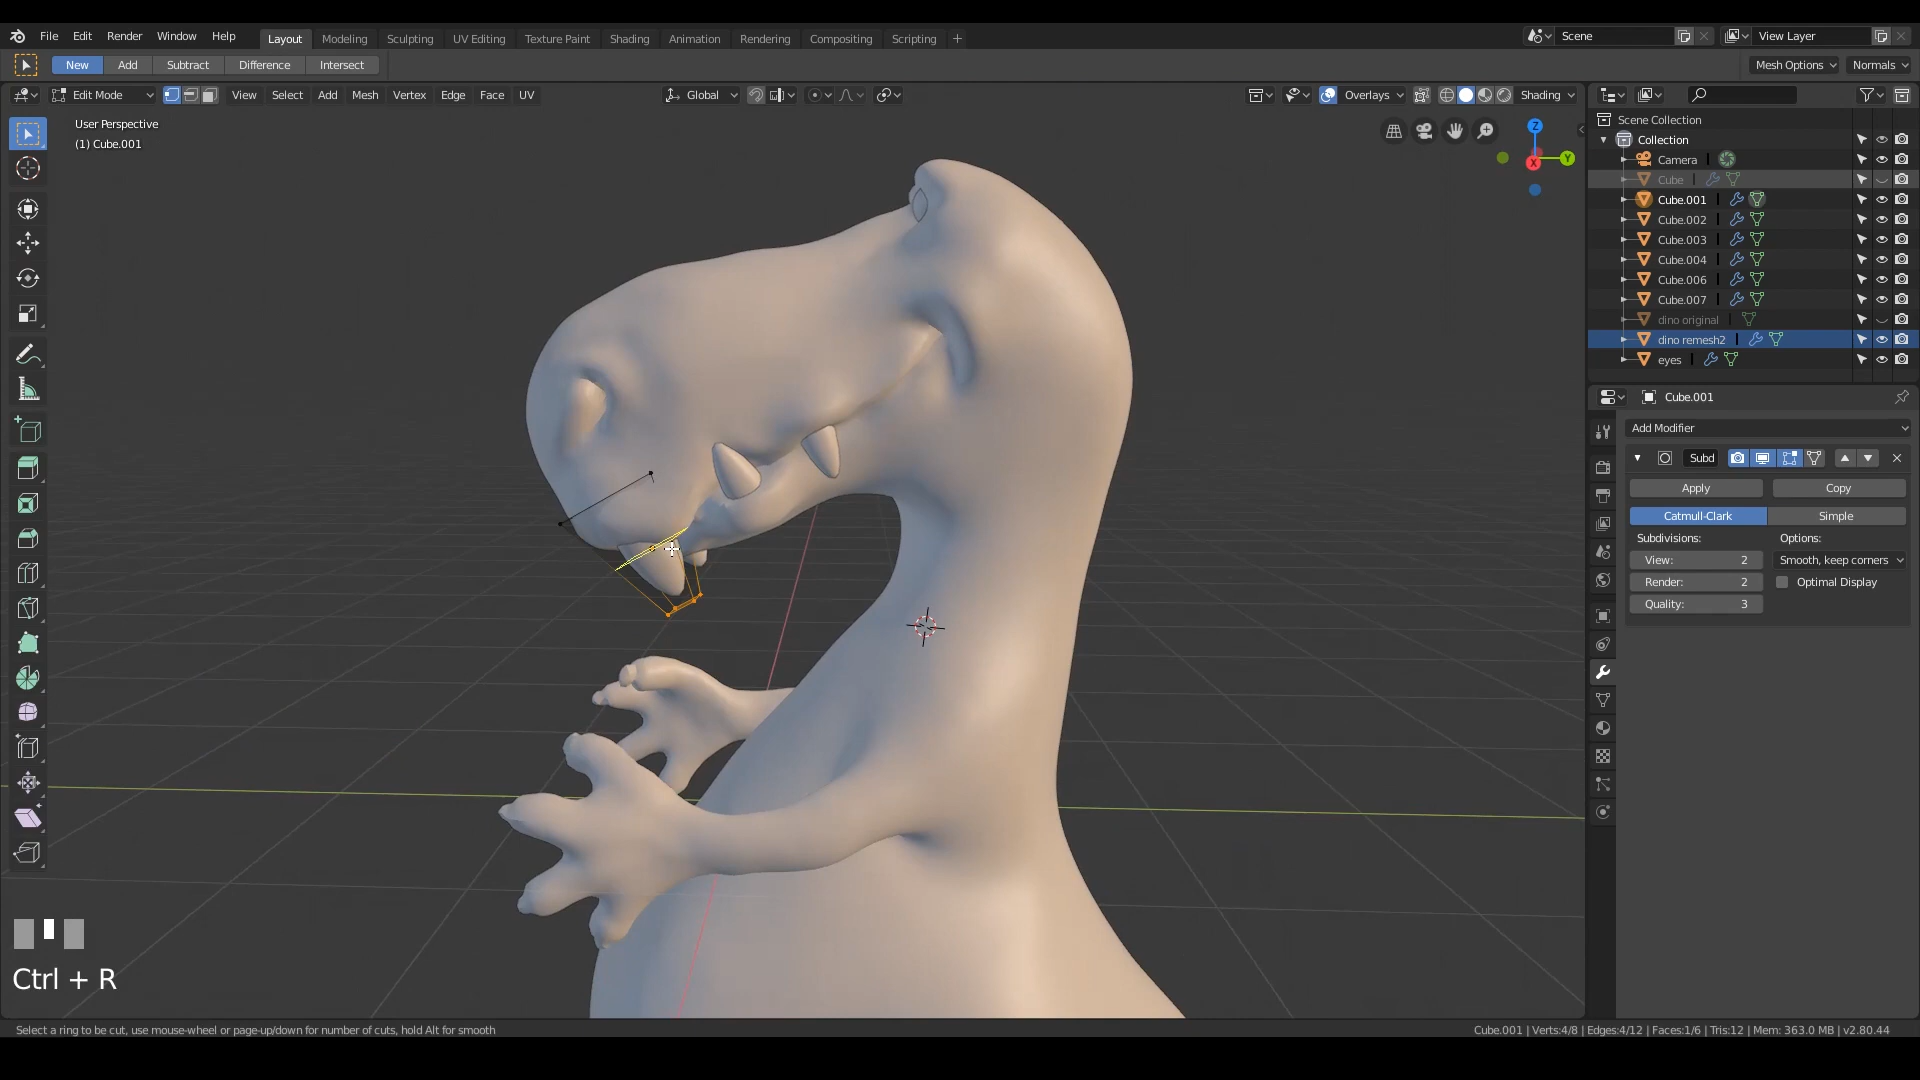 File Edit Render Window Help Layout Modeling Sculpting UV Editing Texture Paint Shading Animation Rendering Compositing Scripting + Scene View Layer
New Add Subtract Difference Intersect Mesh Options Normals
Edit Mode View Select Add Mesh Vertex Edge Face UV Global Overlays Shading
User Perspective
(1) Cube.001
Z
Y
X
Scene Collection
Collection
Camera
Cube
Cube.001
Cube.002
Cube.003
Cube.004
Cube.006
Cube.007
dino original
dino remesh2
eyes
Cube.001
Add Modifier
Subd
Apply Copy
Catmull-Clark Simple
Subdivisions: Options:
View: 2 Smooth, keep corners
Render: 2 Optimal Display
Quality: 3
Ctrl + R
Select a ring to be cut, use mouse-wheel or page-up/down for number of cuts, hold Alt for smooth
Cube.001 | Verts:4/8 | Edges:4/12 | Faces:1/6 | Tris:12 | Mem: 363.0 MB | v2.80.44